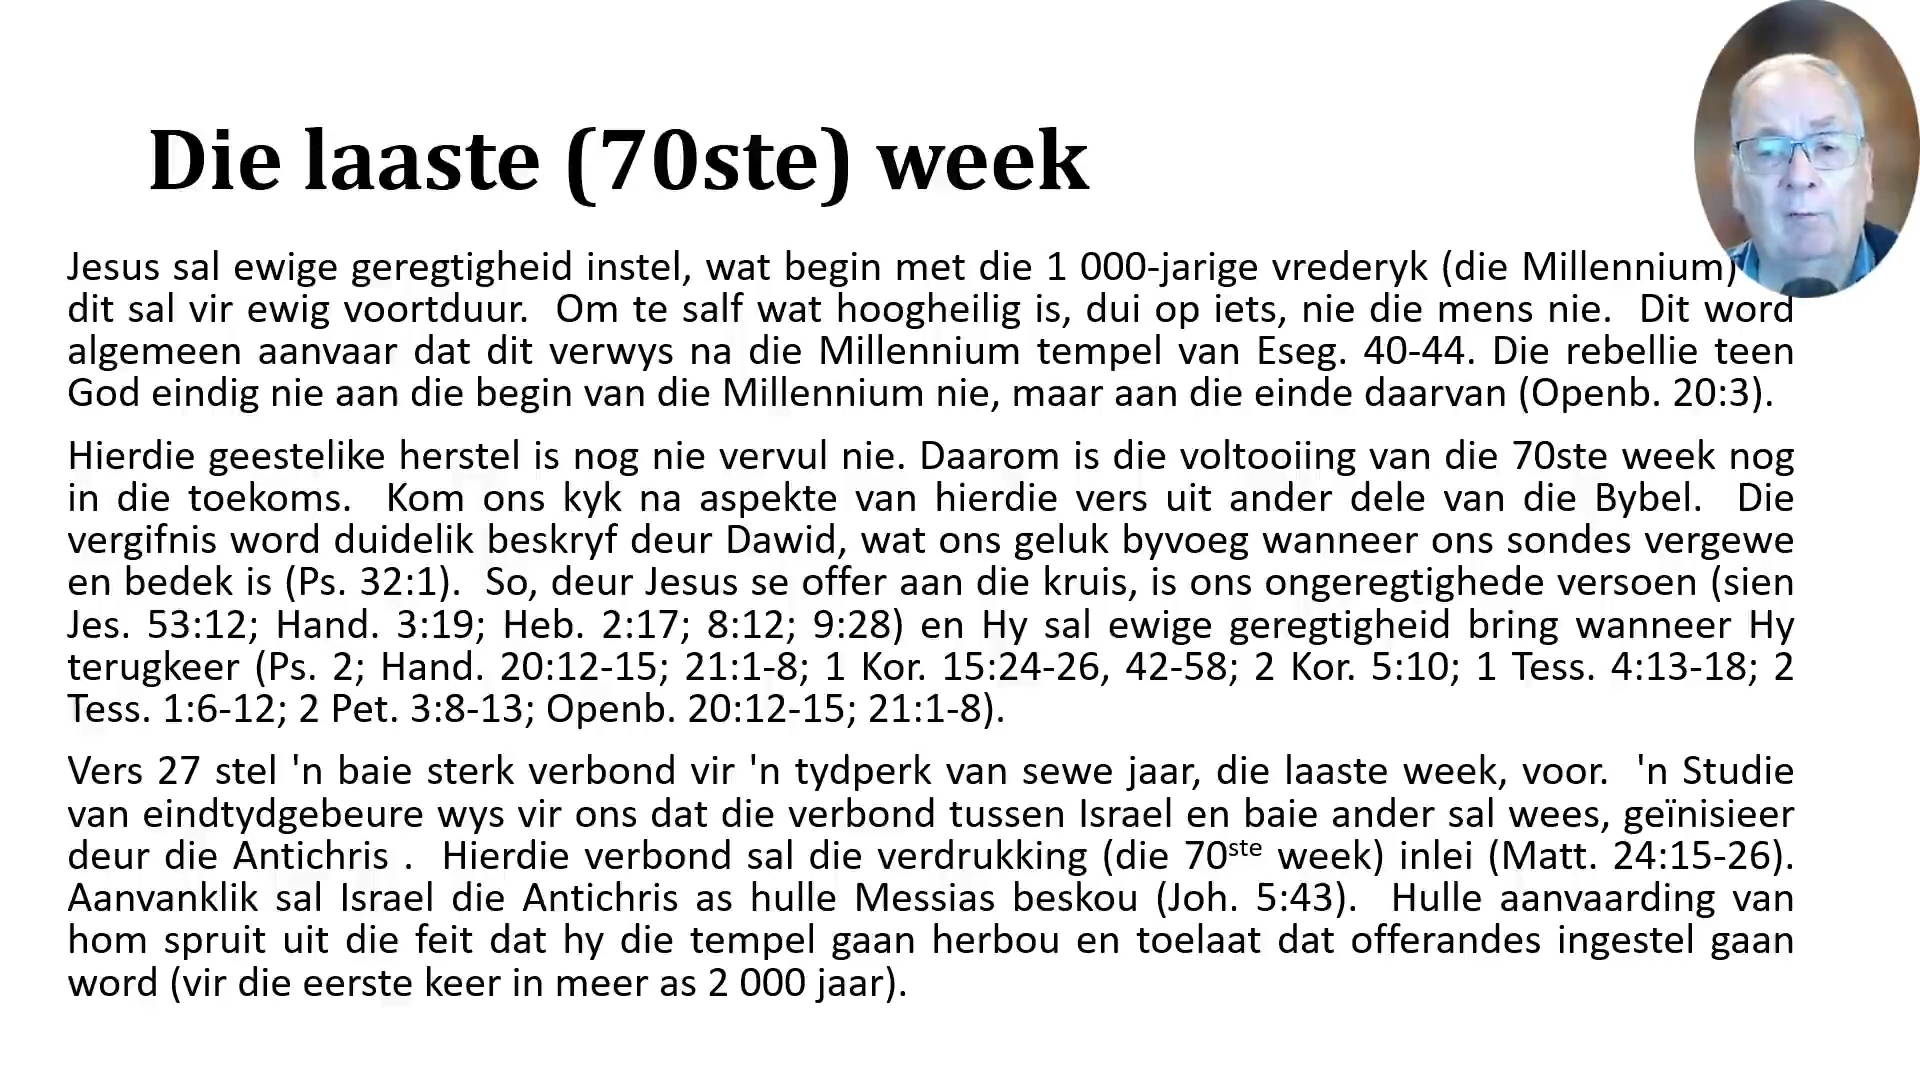 Die laaste (70ste) week
Jesus sal ewige geregtigheid instel, wat begin met die 1 000-jarige vrederyk (die Millennium)
dit sal vir ewig voortduur. Om te salf wat hoogheilig is, dui op iets, nie die mens nie. Dit word
algemeen aanvaar dat dit verwys na die Millennium tempel van Eseg. 40-44. Die rebellie teen
God eindig nie aan die begin van die Millennium nie, maar aan die einde daarvan (Openb. 20:3).
Hierdie geestelike herstel is nog nie vervul nie. Daarom is die voltooiing van die 70ste week nog
in die toekoms. Kom ons kyk na aspekte van hierdie vers uit ander dele van die Bybel. Die
vergifnis word duidelik beskryf deur Dawid, wat ons geluk byvoeg wanneer ons sondes vergewe
en bedek is (Ps. 32:1). So, deur Jesus se offer aan die kruis, is ons ongeregtighede versoen (sien
Jes. 53:12; Hand. 3:19; Heb. 2:17; 8:12; 9:28) en Hy sal ewige geregtigheid bring wanneer Hy
terugkeer (Ps. 2; Hand. 20:12-15; 21:1-8; 1 Kor. 15:24-26, 42-58; 2 Kor. 5:10; 1 Tess. 4:13-18; 2
Tess. 1:6-12; 2 Pet. 3:8-13; Openb. 20:12-15; 21:1-8).
Vers 27 stel 'n baie sterk verbond vir 'n tydperk van sewe jaar, die laaste week, voor. 'n Studie
van eindtydgebeure wys vir ons dat die verbond tussen Israel en baie ander sal wees, geïnisieer
deur die Antichris . Hierdie verbond sal die verdrukking (die 70ste week) inlei (Matt. 24:15-26).
Aanvanklik sal Israel die Antichris as hulle Messias beskou (Joh. 5:43). Hulle aanvaarding van
hom spruit uit die feit dat hy die tempel gaan herbou en toelaat dat offerandes ingestel gaan
word (vir die eerste keer in meer as 2 000 jaar).